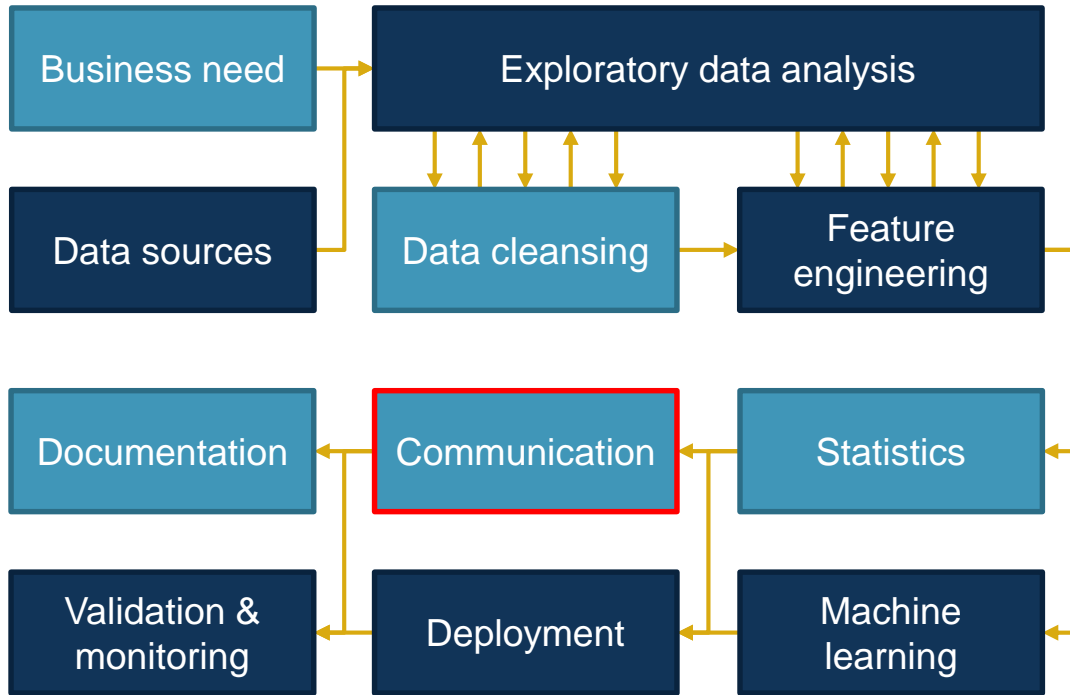 Business need
Exploratory data analysis
Data sources
Data cleansing
Feature
engineering
Documentation
Communication
Statistics
Validation &
monitoring
Deployment
Machine
learning